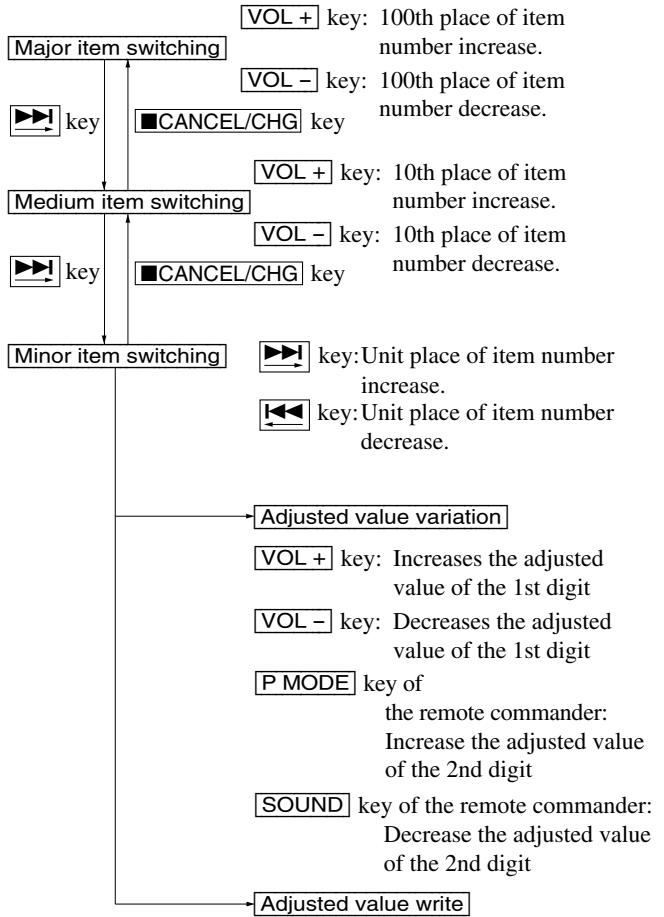 VOL + key: 100th place of item
number increase.
Major item switching
VOL – key: 100th place of item
number decrease.
key ■CANCEL/CHG key
VOL + key: 10th place of item
number increase.
Medium item switching
VOL – key: 10th place of item
number decrease.
key ■CANCEL/CHG key
Minor item switching
key: Unit place of item number
increase.
key: Unit place of item number
decrease.
Adjusted value variation
VOL + key: Increases the adjusted
value of the 1st digit
VOL – key: Decreases the adjusted
value of the 1st digit
P MODE key of
the remote commander:
Increase the adjusted value
of the 2nd digit
SOUND key of the remote commander:
Decrease the adjusted value
of the 2nd digit
Adjusted value write